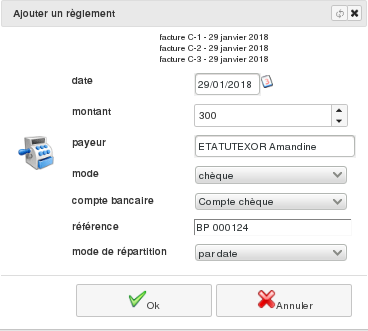 Ajouter un règlement
facture C-1 - 29 janvier 2018
facture C-2 - 29 janvier 2018
facture C-3 - 29 janvier 2018
date 29/01/2018
montant 300
payeur ETATUTEXOR Amandine
mode chèque
compte bancaire Compte chèque
référence BP 000124
mode de répartition par date
Ok Annuler